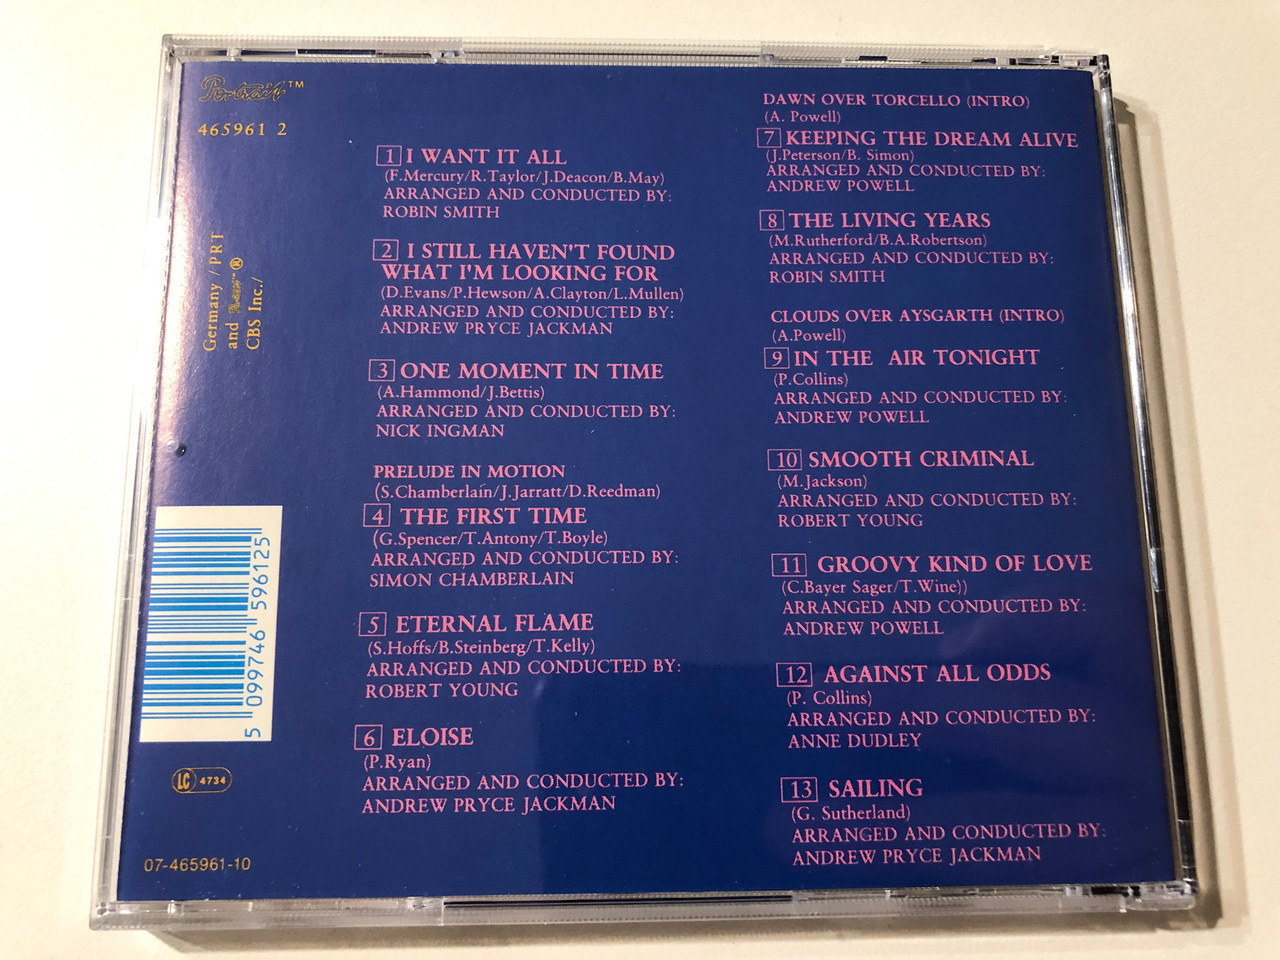 Portrait™
465961 2
Germany / PRT
and ®
CBS Inc./
5 099746 596125
LC 4734
07-465961-10
1 I WANT IT ALL
(F.Mercury/R.Taylor/J.Deacon/B.May)
ARRANGED AND CONDUCTED BY:
ROBIN SMITH
2 I STILL HAVEN'T FOUND
WHAT I'M LOOKING FOR
(D.Evans/P.Hewson/A.Clayton/L.Mullen)
ARRANGED AND CONDUCTED BY:
ANDREW PRYCE JACKMAN
3 ONE MOMENT IN TIME
(A.Hammond/J.Bettis)
ARRANGED AND CONDUCTED BY:
NICK INGMAN
PRELUDE IN MOTION
(S.Chamberlain/J.Jarratt/D.Reedman)
4 THE FIRST TIME
(G.Spencer/T.Antony/T.Boyle)
ARRANGED AND CONDUCTED BY:
SIMON CHAMBERLAIN
5 ETERNAL FLAME
(S.Hoffs/B.Steinberg/T.Kelly)
ARRANGED AND CONDUCTED BY:
ROBERT YOUNG
6 ELOISE
(P.Ryan)
ARRANGED AND CONDUCTED BY:
ANDREW PRYCE JACKMAN
DAWN OVER TORCELLO (INTRO)
(A. Powell)
7 KEEPING THE DREAM ALIVE
(J.Peterson/B. Simon)
ARRANGED AND CONDUCTED BY:
ANDREW POWELL
8 THE LIVING YEARS
(M.Rutherford/B.A.Robertson)
ARRANGED AND CONDUCTED BY:
ROBIN SMITH
CLOUDS OVER AYSGARTH (INTRO)
(A.Powell)
9 IN THE AIR TONIGHT
(P.Collins)
ARRANGED AND CONDUCTED BY:
ANDREW POWELL
10 SMOOTH CRIMINAL
(M.Jackson)
ARRANGED AND CONDUCTED BY:
ROBERT YOUNG
11 GROOVY KIND OF LOVE
(C.Bayer Sager/T.Wine))
ARRANGED AND CONDUCTED BY:
ANDREW POWELL
12 AGAINST ALL ODDS
(P. Collins)
ARRANGED AND CONDUCTED BY:
ANNE DUDLEY
13 SAILING
(G. Sutherland)
ARRANGED AND CONDUCTED BY:
ANDREW PRYCE JACKMAN